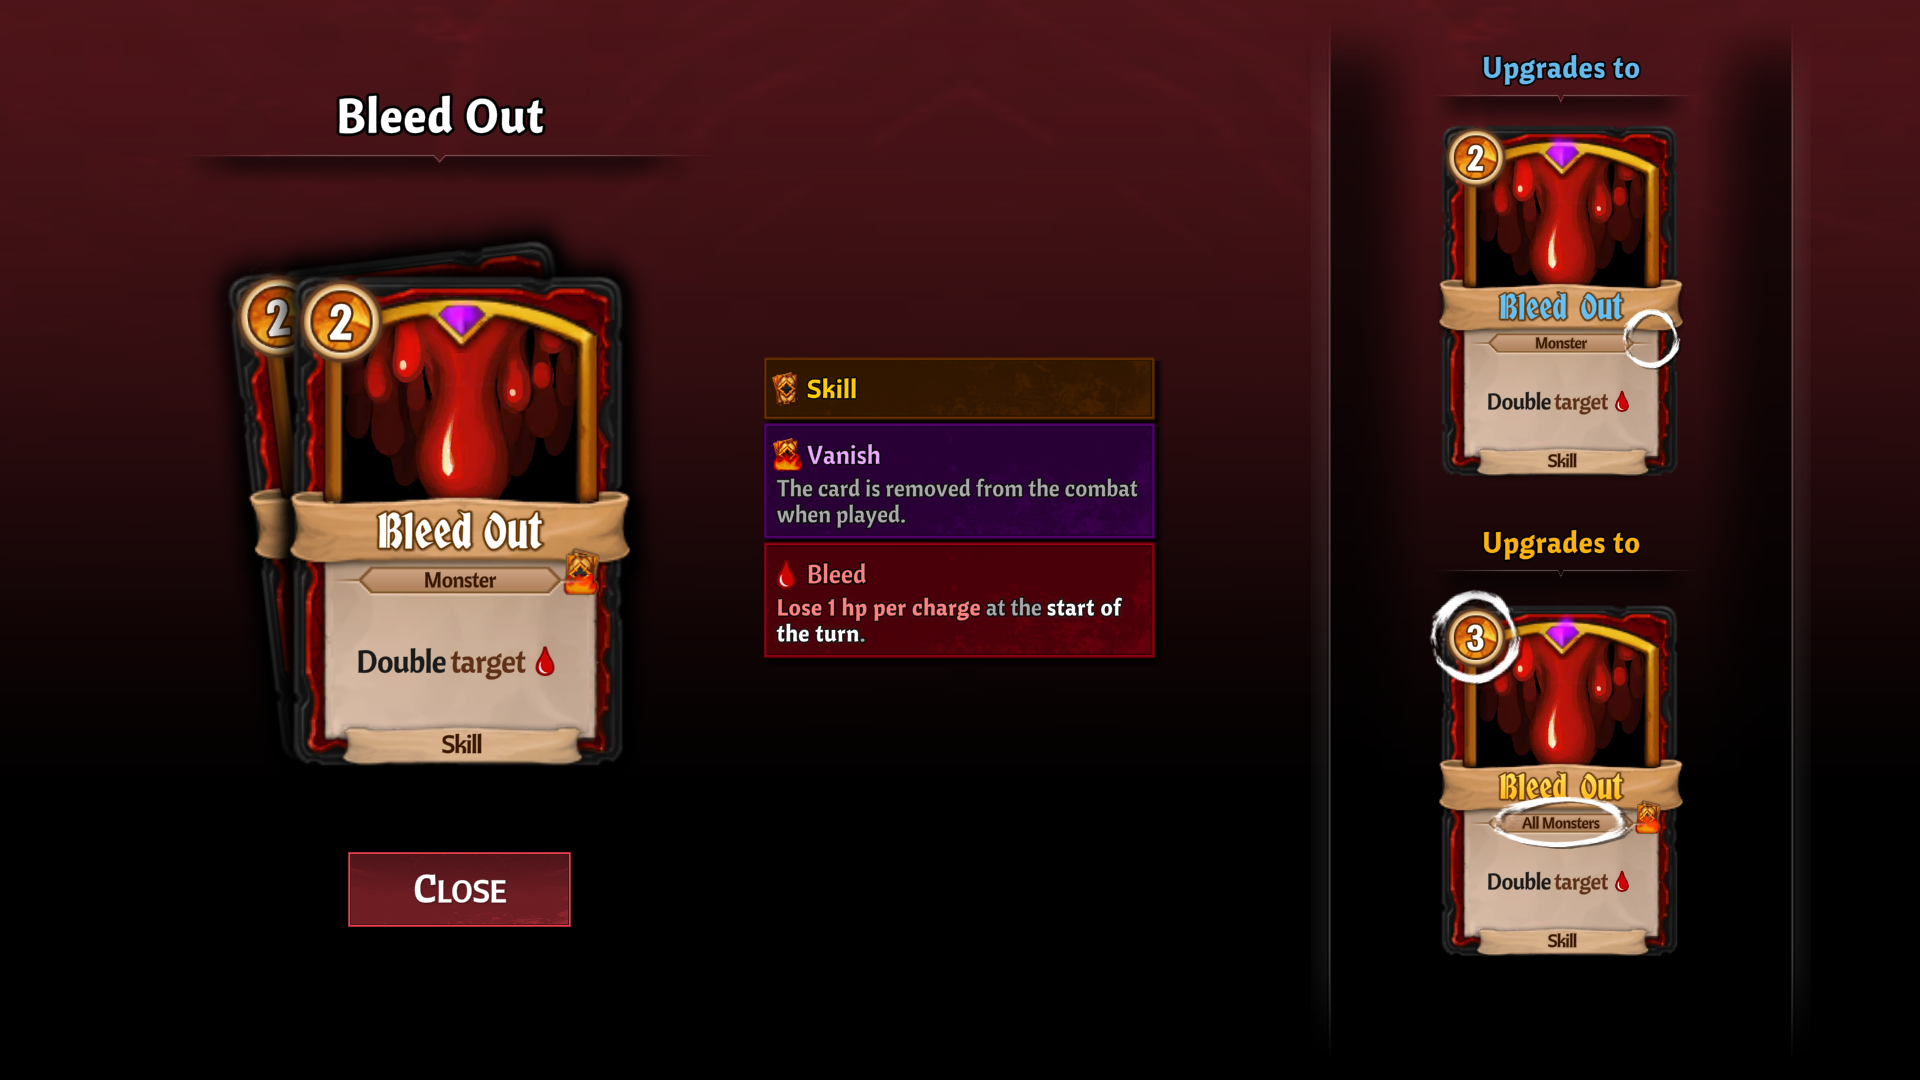 Bleed Out
2
2
Bleed Out
Monster
Double target
Skill
CLOSE
Skill
Vanish
The card is removed from the combat
when played.
Bleed
Lose 1 hp per charge at the start of
the turn.
Upgrades to
2
Bleed Out
Monster
Double target
Skill
Upgrades to
3
Bleed Out
All Monsters
Double target
Skill